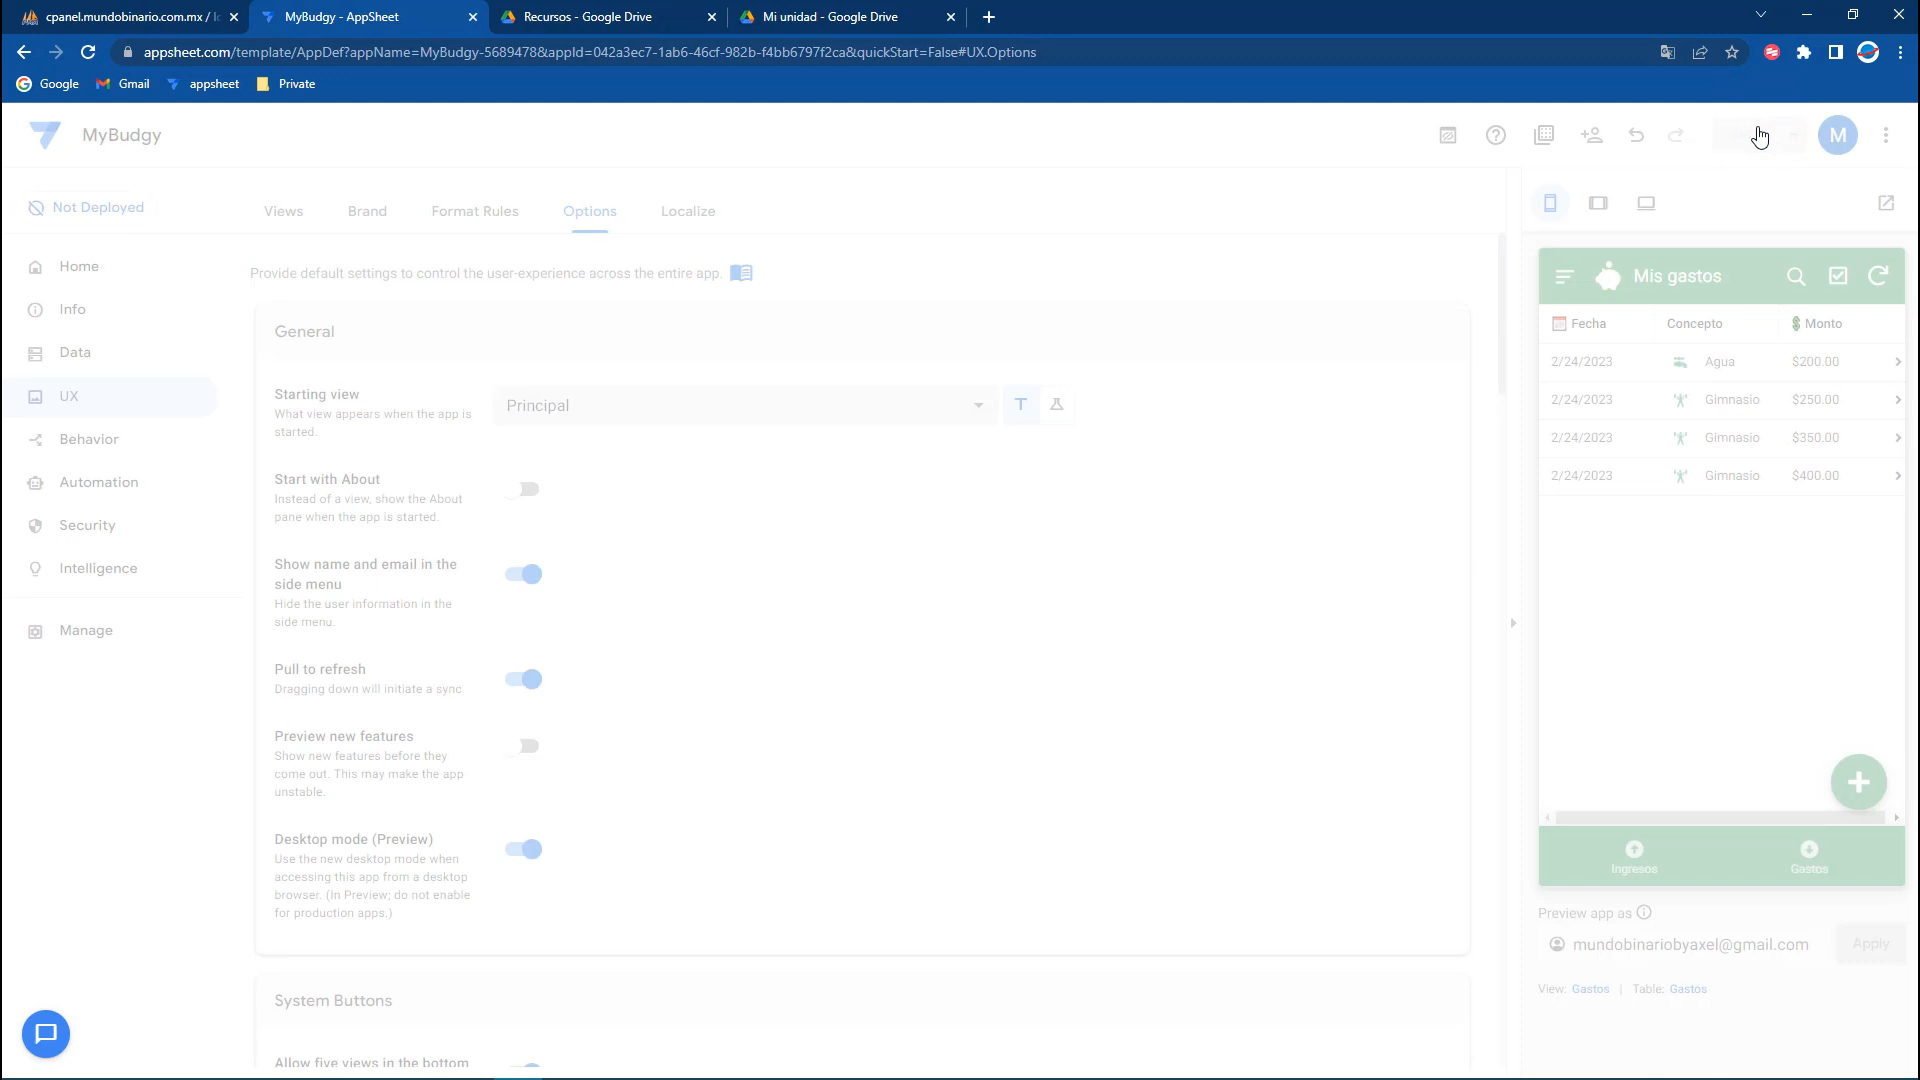 cpanel.mundobinario.com.mx / lo
MyBudgy - AppSheet
Recursos - Google Drive
Mi unidad - Google Drive
appsheet.com/template/AppDef?appName=MyBudgy-5689478&appId=042a3ec7-1ab6-46cf-982b-f4bb6797f2ca&quickStart=False#UX.Options
Google
Gmail
appsheet
Private
MyBudgy
M
Not Deployed
Home
Info
Data
UX
Behavior
Automation
Security
Intelligence
Manage
Views
Brand
Format Rules
Options
Localize
Provide default settings to control the user-experience across the entire app.
General
Starting view
What view appears when the app is
started.
Principal
Start with About
Instead of a view, show the About
pane when the app is started.
Show name and email in the
side menu
Hide the user information in the
side menu.
Pull to refresh
Dragging down will initiate a sync
Preview new features
Show new features before they
come out. This may make the app
unstable.
Desktop mode (Preview)
Use the new desktop mode when
accessing this app from a desktop
browser. (In Preview; do not enable
for production apps.)
System Buttons
Allow five views in the bottom
Mis gastos
Fecha Concepto Monto
2/24/2023 Agua $200.00
2/24/2023 Gimnasio $250.00
2/24/2023 Gimnasio $350.00
2/24/2023 Gimnasio $400.00
Ingresos
Gastos
Preview app as
mundobinariobyaxel@gmail.com
Apply
View: Gastos | Table: Gastos